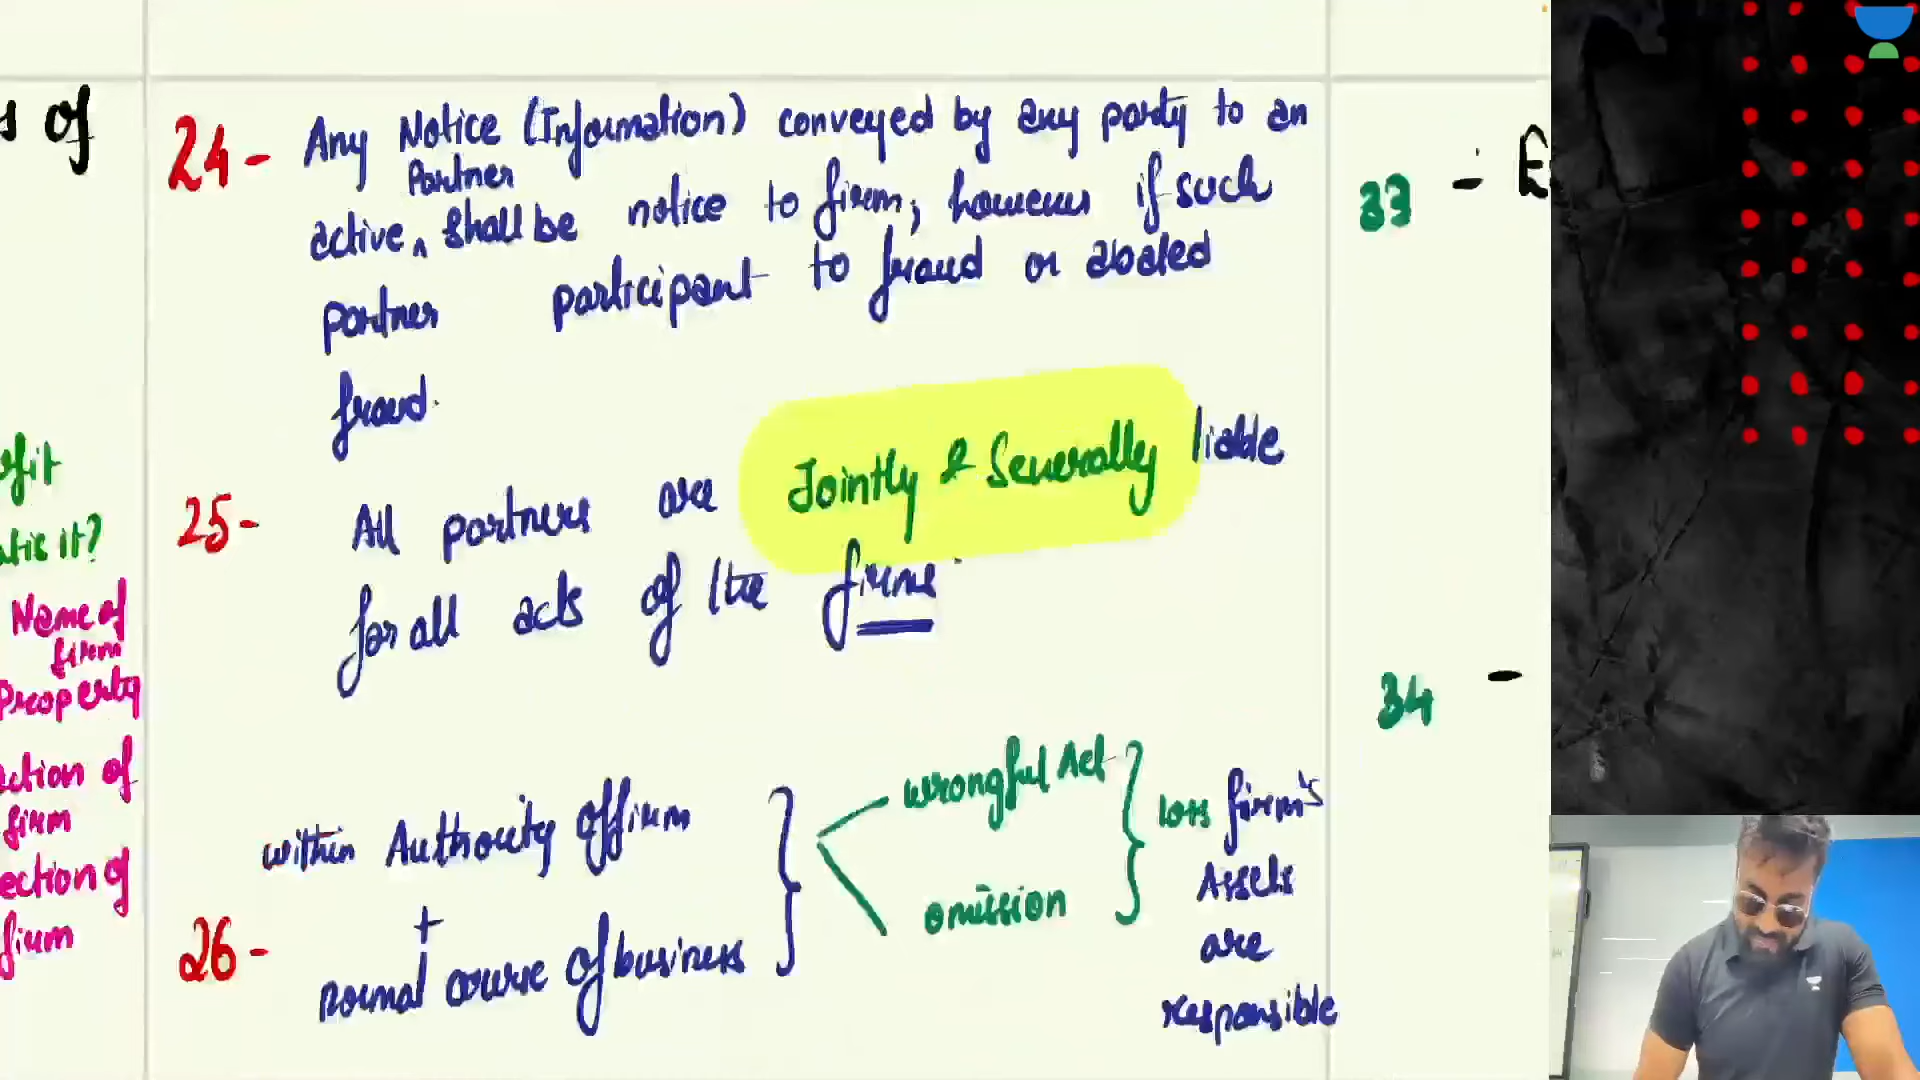 s of
24- Any Notice (Information) conveyed by any party to an
Partner
active, shall be notice to firm; however if such
partner participant to fraud or abated
fraud.
25- All partners are Jointly & Severally liable
for all acts of the firm
26- within Authority of firm
+
normal course of business
wrongful Act
omission
loss firm's
Assets
are
responsible
ofit
it?
Name of
firm
Property
ction of
firm
ection of
firm
33 - E
34 -